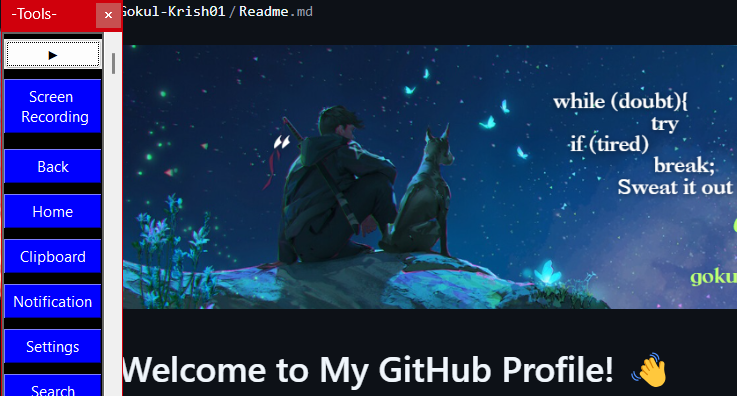 -Tools- ×
►
Screen
Recording
Back
Home
Clipboard
Notification
Settings
Search
Gokul-Krish01/Readme.md
“
while (doubt){
try
if (tired)
break;
Sweat it out
goku
Welcome to My GitHub Profile! 👋